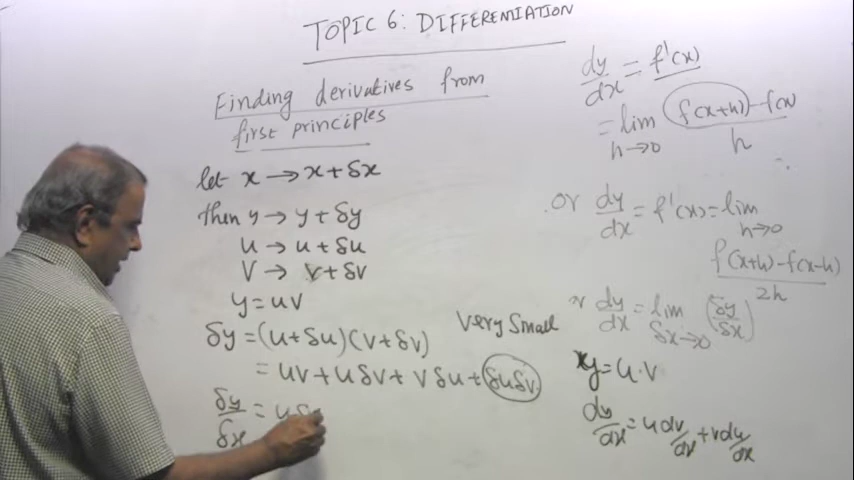 TOPIC 6: DIFFERENIATION
Finding derivatives from
first principles
let x → x + δx
then y → y + δy
u → u + δu
V → v + δv
y = uv
δy = (u + δu)(v + δv)
= uv + u δv + v δu + δuδv
δy/δx = u δ
Very Small
dy/dx = f'(x)
= lim h→0 f(x+h) - f(x) / h
or dy/dx = f'(x) = lim h→0
f(x+h) - f(x-h) / 2h
or dy/dx = lim δx→0 (δy/δx)
y = u.v
dy/dx = u dv/dx + v du/dx